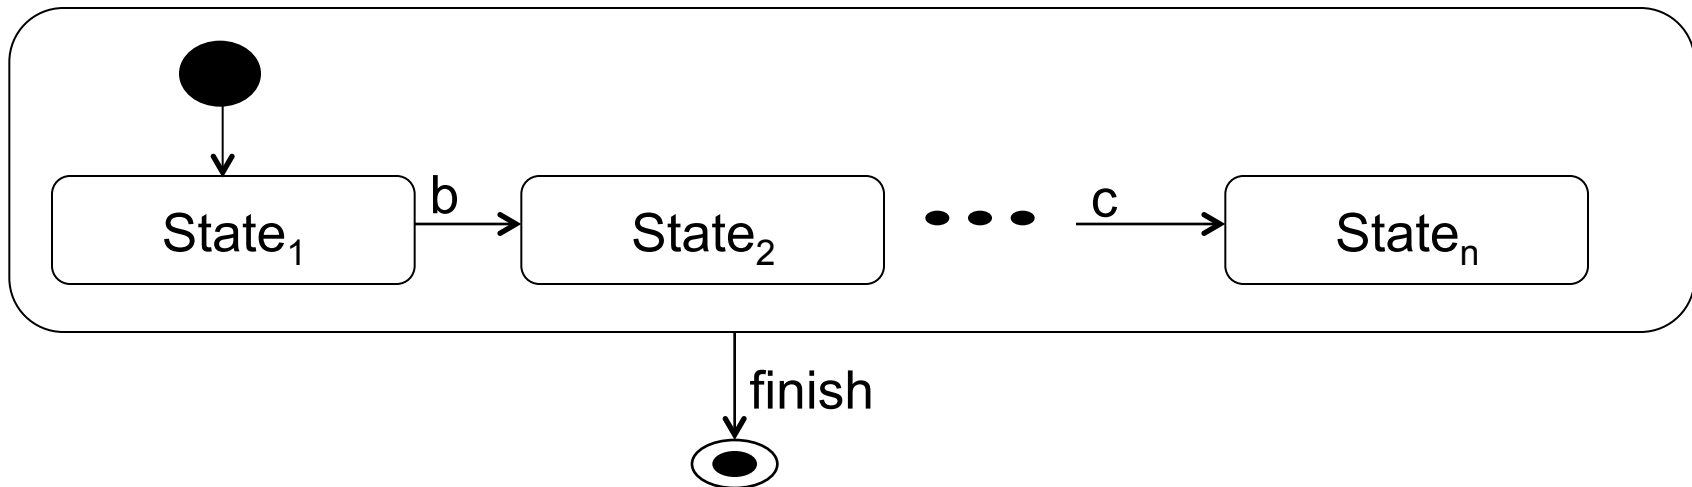 b
c
State₁
State₂
Stateₙ
finish